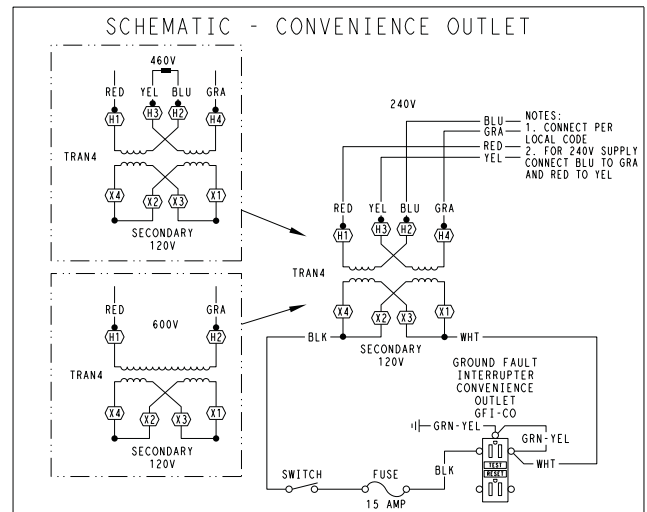 SCHEMATIC - CONVENIENCE OUTLET
460V
RED YEL BLU GRA
H1 H3 H2 H4
TRAN4
X4 X2 X3 X1
SECONDARY
120V
600V
RED GRA
H1 H2
TRAN4
X4 X2 X3 X1
SECONDARY
120V
240V
BLU
GRA
RED
YEL
NOTES:
1. CONNECT PER
LOCAL CODE
2. FOR 240V SUPPLY
CONNECT BLU TO GRA
AND RED TO YEL
RED YEL BLU GRA
H1 H3 H2 H4
TRAN4
X4 X2 X3 X1
BLK WHT
SECONDARY
120V
GROUND FAULT
INTERRUPTER
CONVENIENCE
OUTLET
GFI-CO
GRN-YEL
GRN-YEL
WHT
BLK
TEST
RESET
SWITCH FUSE
15 AMP